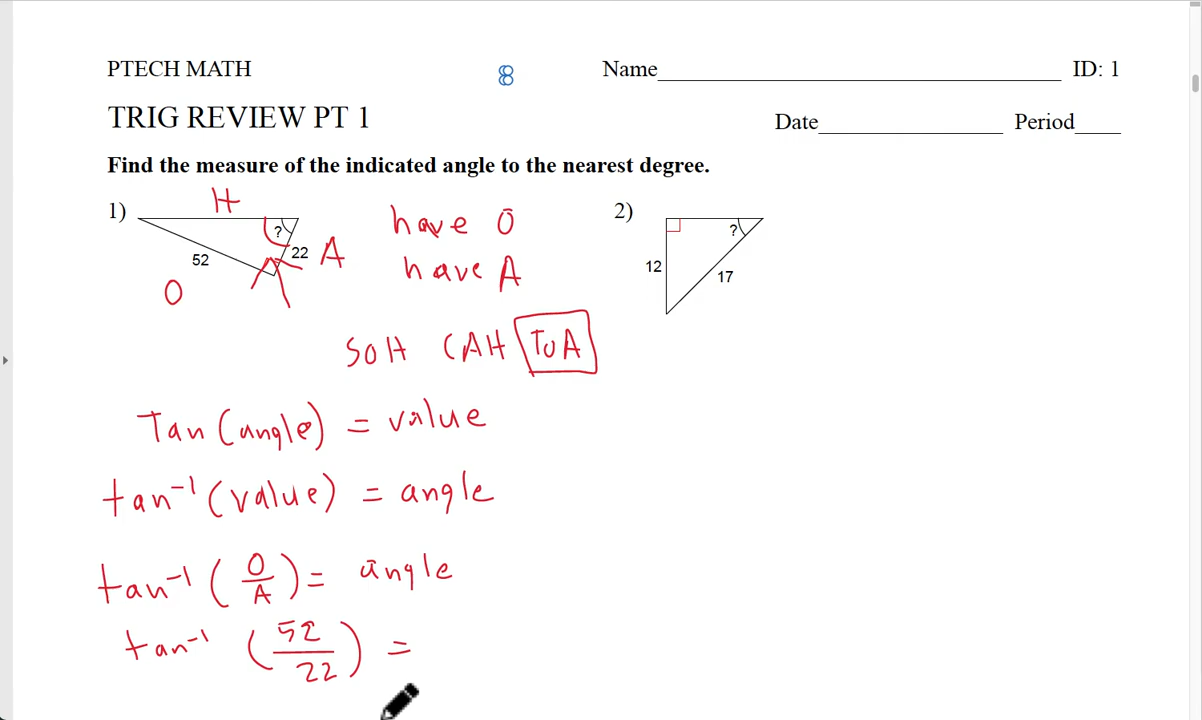 PTECH MATH
8
Name ID: 1
TRIG REVIEW PT 1
Date Period
Find the measure of the indicated angle to the nearest degree.
1)
H
?
22
A
52
O
have O
have A
2)
?
12
17
SOH CAH TOA
Tan (angle) = value
tan⁻¹ (value) = angle
tan⁻¹ (O/A) = angle
tan⁻¹ (52/22) =